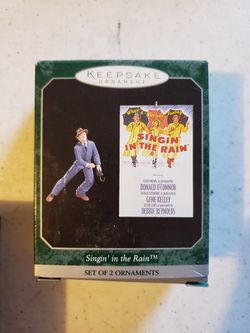 KEEPSAKE
ORNAMENT
SINGIN'
IN THE RAIN
DONALD O'CONNOR
GENE KELLEY
DEBBIE REYNOLDS
Singin' in the Rain™
SET OF 2 ORNAMENTS